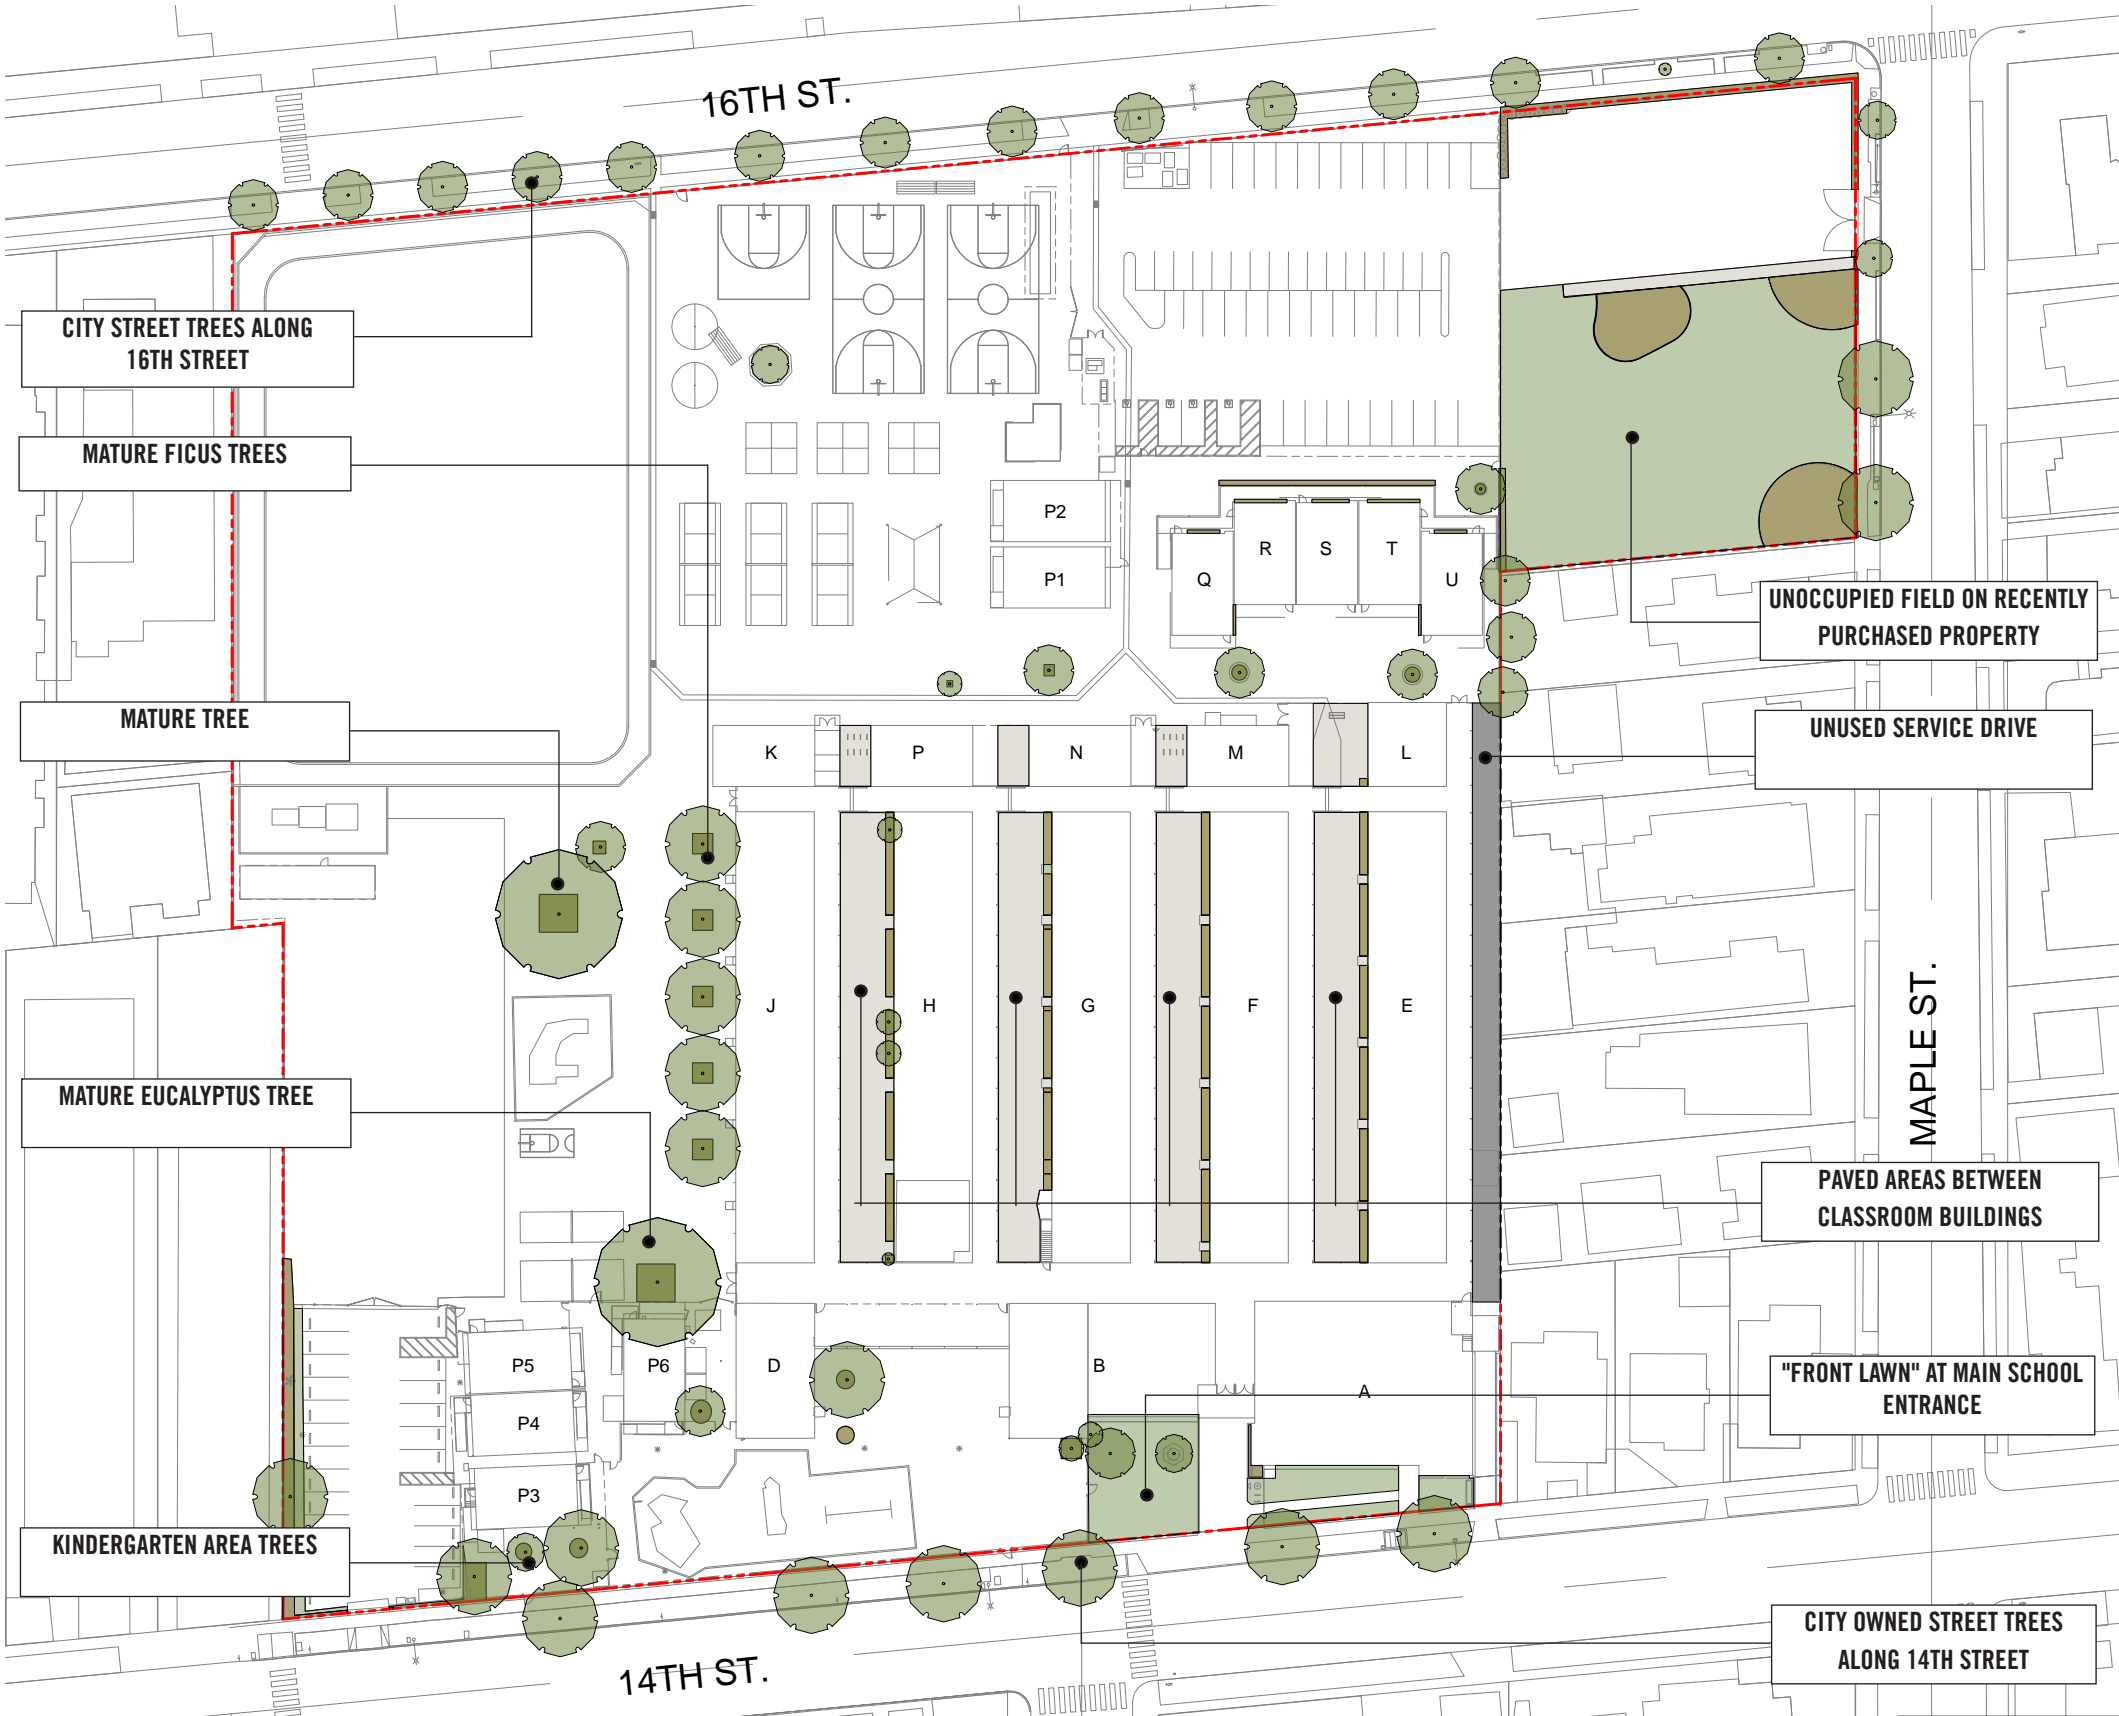 16TH ST.
CITY STREET TREES ALONG
16TH STREET
MATURE FICUS TREES
P2
R
S
T
P1
Q
U
UNOCCUPIED FIELD ON RECENTLY
PURCHASED PROPERTY
MATURE TREE
UNUSED SERVICE DRIVE
K
P
N
M
L
J
H
G
F
E
MAPLE ST.
MATURE EUCALYPTUS TREE
PAVED AREAS BETWEEN
CLASSROOM BUILDINGS
P5
P6
D
B
A
"FRONT LAWN" AT MAIN SCHOOL
ENTRANCE
P4
P3
KINDERGARTEN AREA TREES
CITY OWNED STREET TREES
ALONG 14TH STREET
14TH ST.